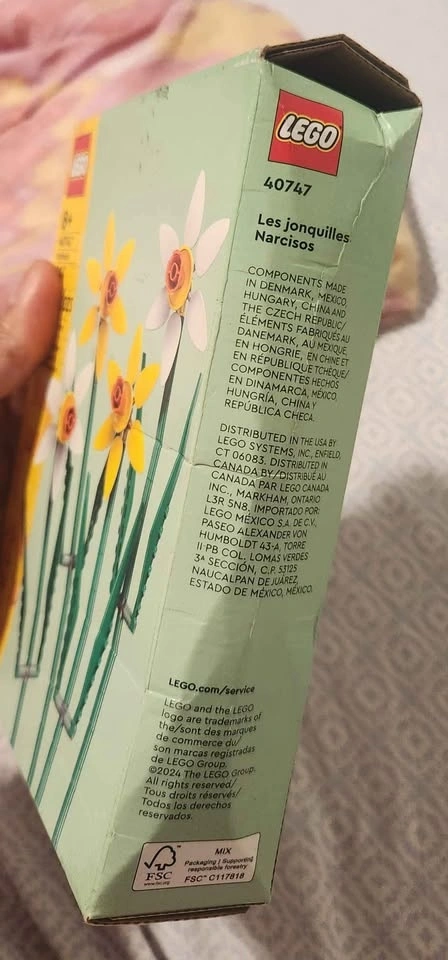 LEGO
8+
LEGO
40747
Les jonquilles
Narcisos
COMPONENTS MADE
IN DENMARK, MEXICO,
HUNGARY, CHINA AND
THE CZECH REPUBLIC/
ÉLÉMENTS FABRIQUÉS AU
DANEMARK, AU MEXIQUE,
EN HONGRIE, EN CHINE ET
EN RÉPUBLIQUE TCHÈQUE/
COMPONENTES HECHOS
EN DINAMARCA, MÉXICO,
HUNGRÍA, CHINA Y
REPÚBLICA CHECA.
DISTRIBUTED IN THE USA BY
LEGO SYSTEMS, INC., ENFIELD,
CT 06083. DISTRIBUTED IN
CANADA BY/DISTRIBUÉ AU
CANADA PAR LEGO CANADA
INC., MARKHAM, ONTARIO
L3R 5N8. IMPORTADO POR:
LEGO MÉXICO S.A. DE C.V.,
PASEO ALEXANDER VON
HUMBOLDT 43-A, TORRE
II-PB COL. LOMAS VERDES
3ª SECCIÓN, C.P. 53125
NAUCALPAN DE JUÁREZ,
ESTADO DE MÉXICO, MÉXICO.
LEGO.com/service
LEGO and the LEGO
logo are trademarks of
the/sont des marques
de commerce du/
son marcas registradas
de LEGO Group.
©2024 The LEGO Group.
All rights reserved/
Tous droits réservés/
Todos los derechos
reservados.
FSC
www.fsc.org
MIX
Packaging | Supporting
responsible forestry
FSC™ C117818